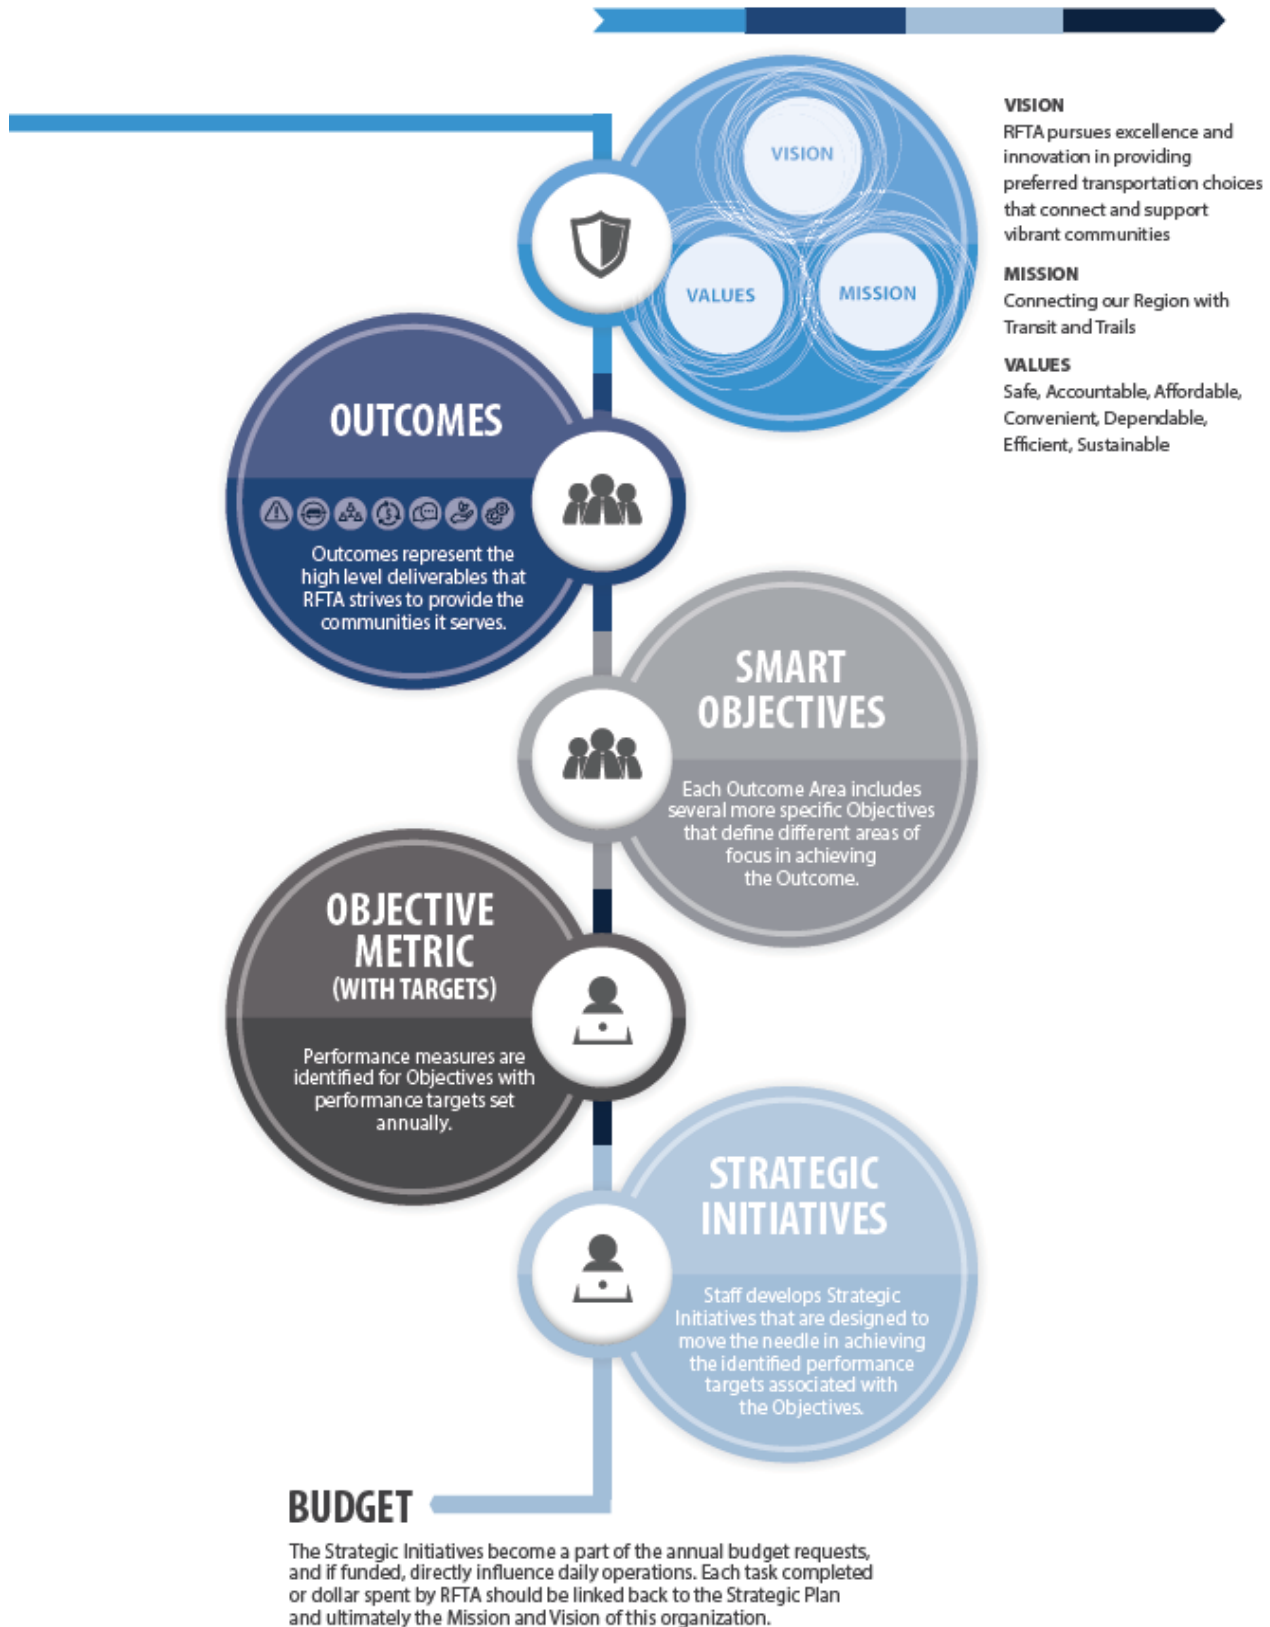 VISION
VALUES
MISSION
VISION
RFTA pursues excellence and
innovation in providing
preferred transportation choices
that connect and support
vibrant communities
MISSION
Connecting our Region with
Transit and Trails
VALUES
Safe, Accountable, Affordable,
Convenient, Dependable,
Efficient, Sustainable
OUTCOMES
Outcomes represent the
high level deliverables that
RFTA strives to provide the
communities it serves.
SMART
OBJECTIVES
Each Outcome Area includes
several more specific Objectives
that define different areas of
focus in achieving
the Outcome.
OBJECTIVE
METRIC
(WITH TARGETS)
Performance measures are
identified for Objectives with
performance targets set
annually.
STRATEGIC
INITIATIVES
Staff develops Strategic
Initiatives that are designed to
move the needle in achieving
the identified performance
targets associated with
the Objectives.
BUDGET
The Strategic Initiatives become a part of the annual budget requests,
and if funded, directly influence daily operations. Each task completed
or dollar spent by RFTA should be linked back to the Strategic Plan
and ultimately the Mission and Vision of this organization.